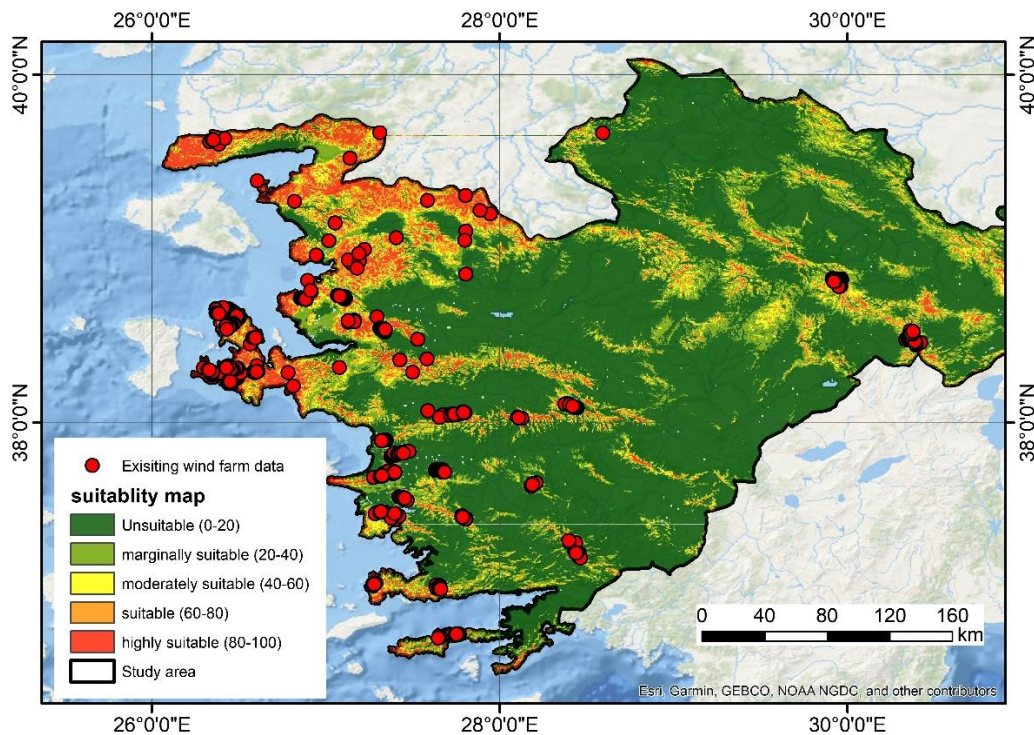 26°0'0"E 28°0'0"E 30°0'0"E
40°0'0"N 40°0'0"N
38°0'0"N 38°0'0"N
Exisiting wind farm data
suitablity map
Unsuitable (0-20)
marginally suitable (20-40)
moderately suitable (40-60)
suitable (60-80)
highly suitable (80-100)
Study area
0 40 80 120 160
km
Esri, Garmin, GEBCO, NOAA NGDC, and other contributors
26°0'0"E 28°0'0"E 30°0'0"E